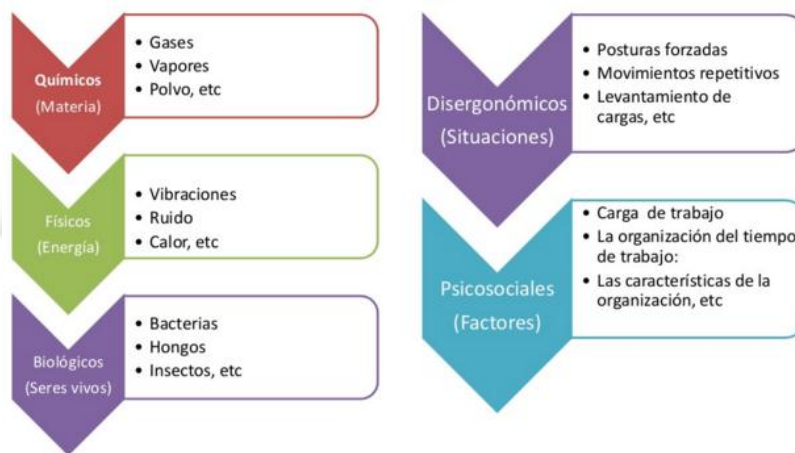 Químicos
(Materia)
• Gases
• Vapores
• Polvo, etc
Físicos
(Energía)
• Vibraciones
• Ruido
• Calor, etc
Biológicos
(Seres vivos)
• Bacterias
• Hongos
• Insectos, etc
Disergonómicos
(Situaciones)
• Posturas forzadas
• Movimientos repetitivos
• Levantamiento de
cargas, etc
Psicosociales
(Factores)
• Carga de trabajo
• La organización del tiempo
de trabajo:
• Las características de la
organización, etc